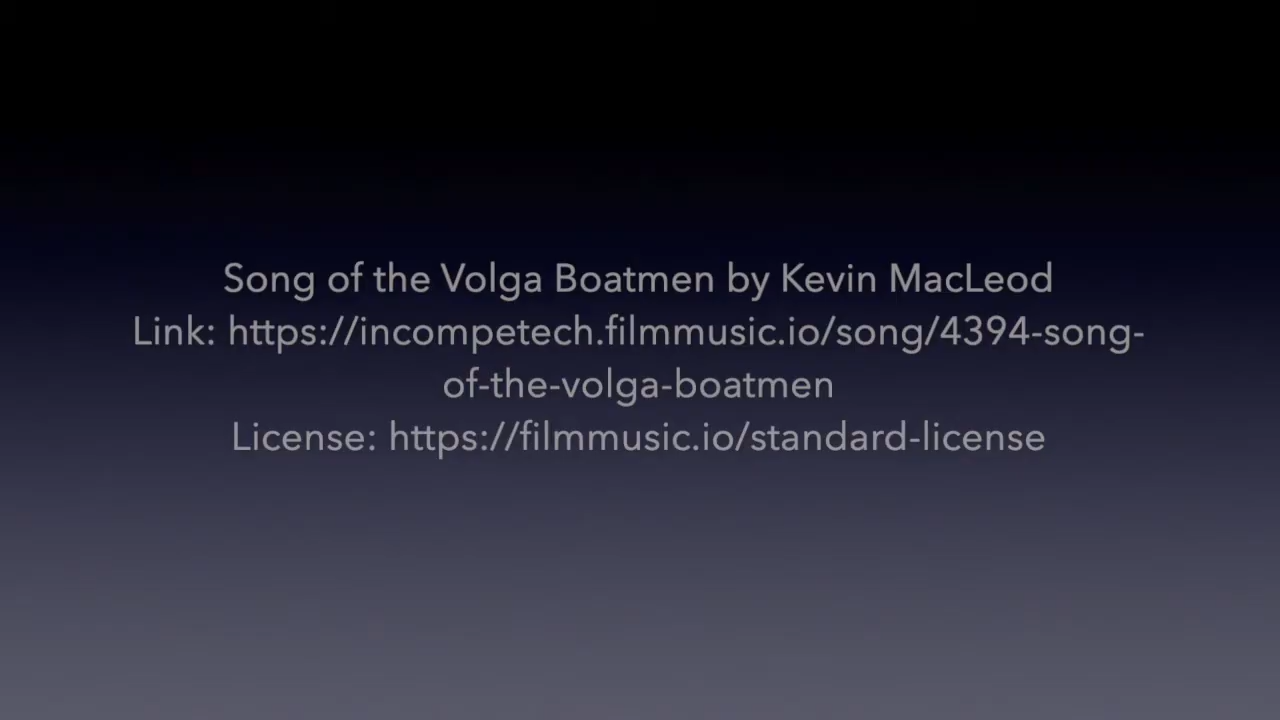 Song of the Volga Boatmen by Kevin MacLeod
Link: https://incompetech.filmmusic.io/song/4394-song-
of-the-volga-boatmen
License: https://filmmusic.io/standard-license